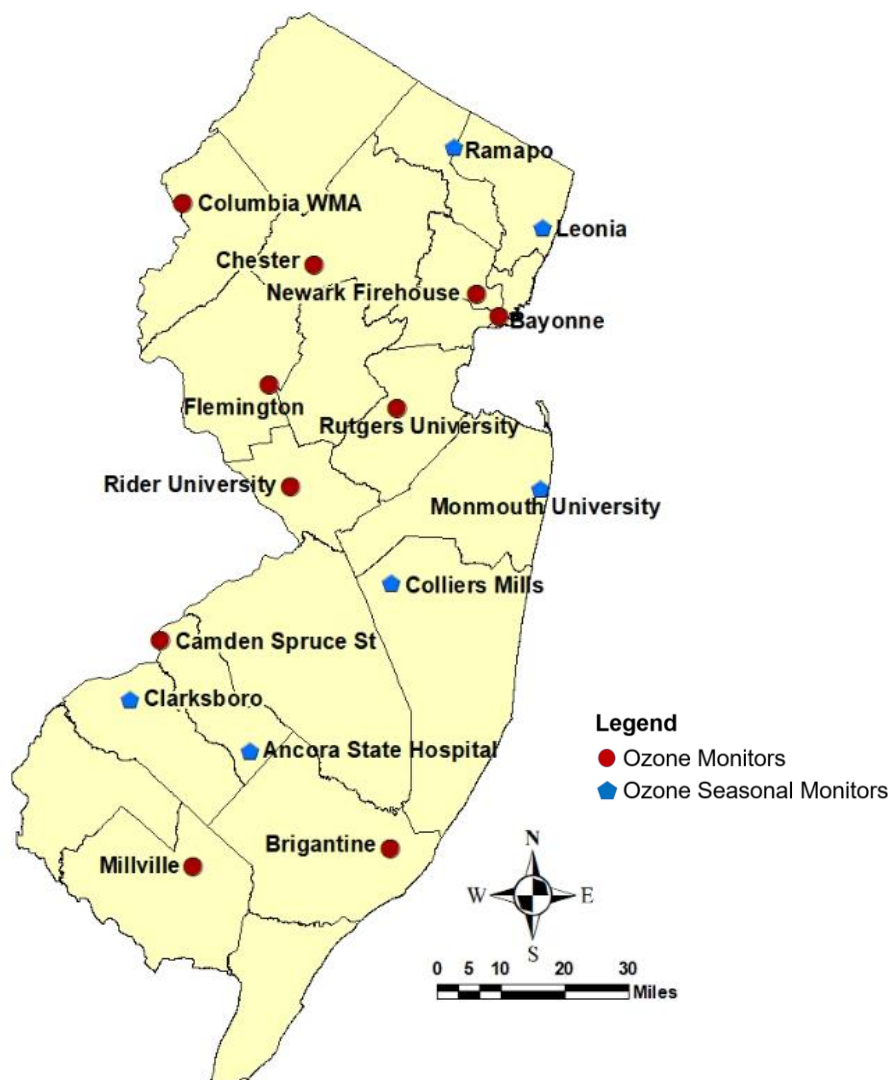 Ramapo
Columbia WMA
Leonia
Chester
Newark Firehouse
Bayonne
Flemington
Rutgers University
Rider University
Monmouth University
Colliers Mills
Camden Spruce St
Clarksboro
Legend
Ancora State Hospital
Ozone Monitors
Ozone Seasonal Monitors
Brigantine
Millville
N
W E
S
0 5 10 20 30
Miles